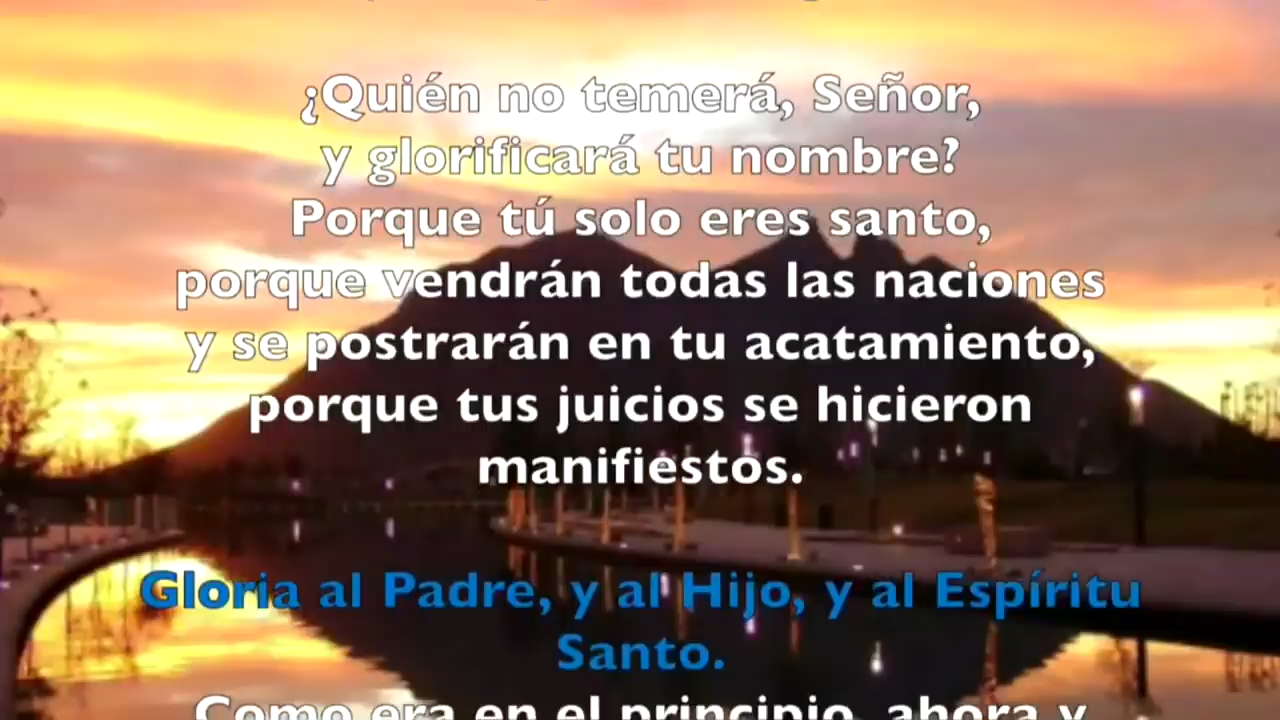 ¿Quién no temerá, Señor,
y glorificará tu nombre?
Porque tú solo eres santo,
porque vendrán todas las naciones
y se postrarán en tu acatamiento,
porque tus juicios se hicieron
manifiestos.
Gloria al Padre, y al Hijo, y al Espíritu
Santo.
Como era en el principio, ahora y